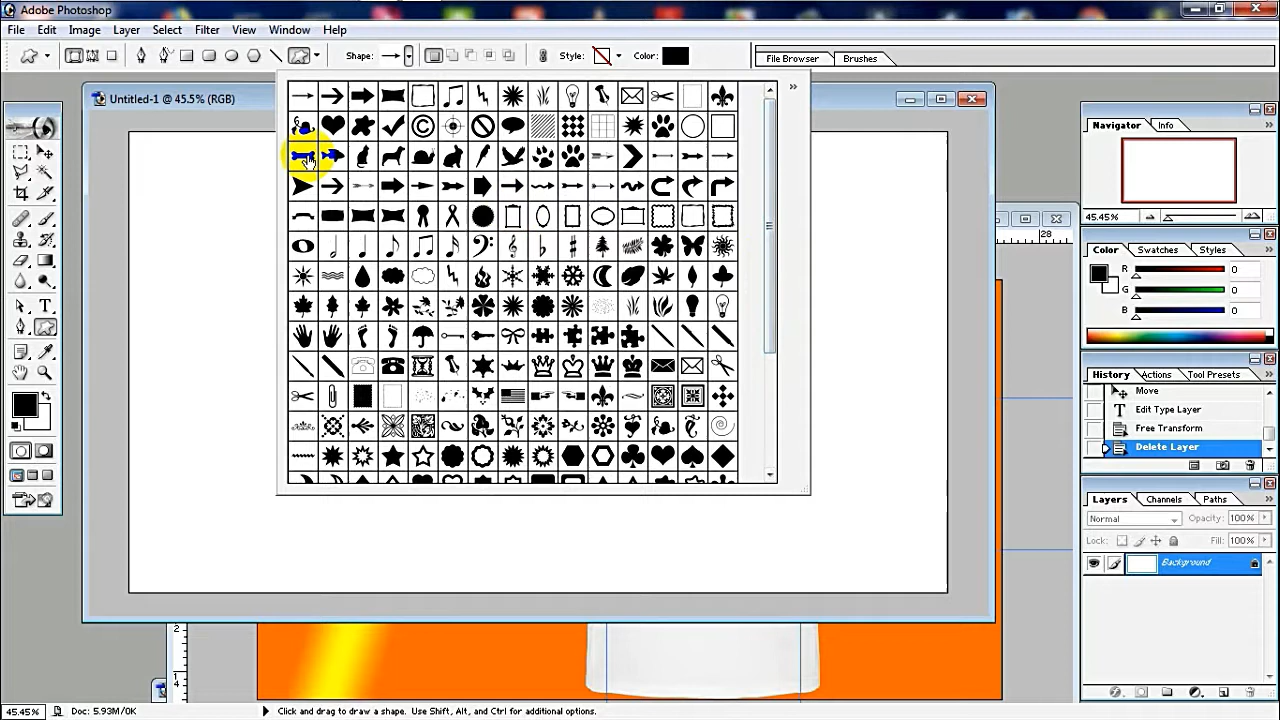 Adobe Photoshop
File Edit Image Layer Select Filter View Window Help
Shape: Style: Color: File Browser Brushes
Untitled-1 @ 45.5% (RGB)
Navigator Info
45.45%
28
Color Swatches Styles
R 0
G 0
B 0
History Actions Tool Presets
Move
Edit Type Layer
Free Transform
Delete Layer
Layers Channels Paths
Normal Opacity: 100%
Lock: Fill: 100%
Background
2
1
4
45.45% Doc: 5.93M/0K Click and drag to draw a shape. Use Shift, Alt, and Ctrl for additional options.